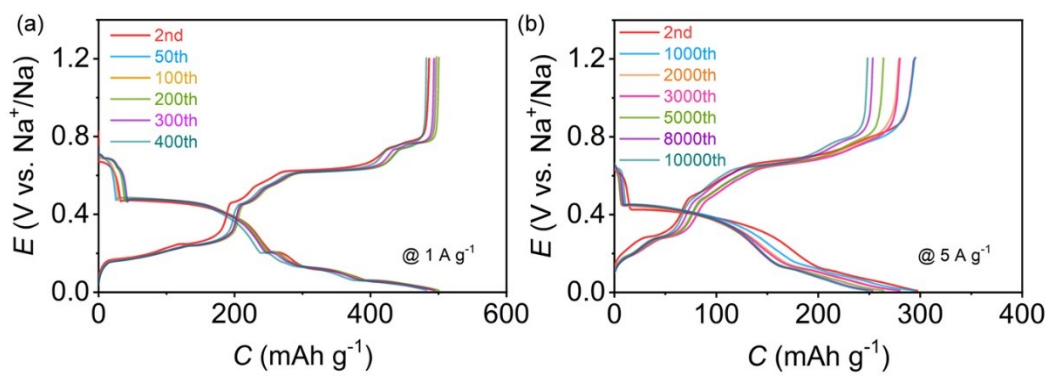 (a)
2nd
50th
100th
200th
300th
400th
1.2
0.8
0.4
0.0
E (V vs. Na⁺/Na)
@ 1 A g⁻¹
0
200
400
600
C (mAh g⁻¹)
(b)
2nd
1000th
2000th
3000th
5000th
8000th
10000th
1.2
0.8
0.4
0.0
E (V vs. Na⁺/Na)
@ 5 A g⁻¹
0
100
200
300
400
C (mAh g⁻¹)